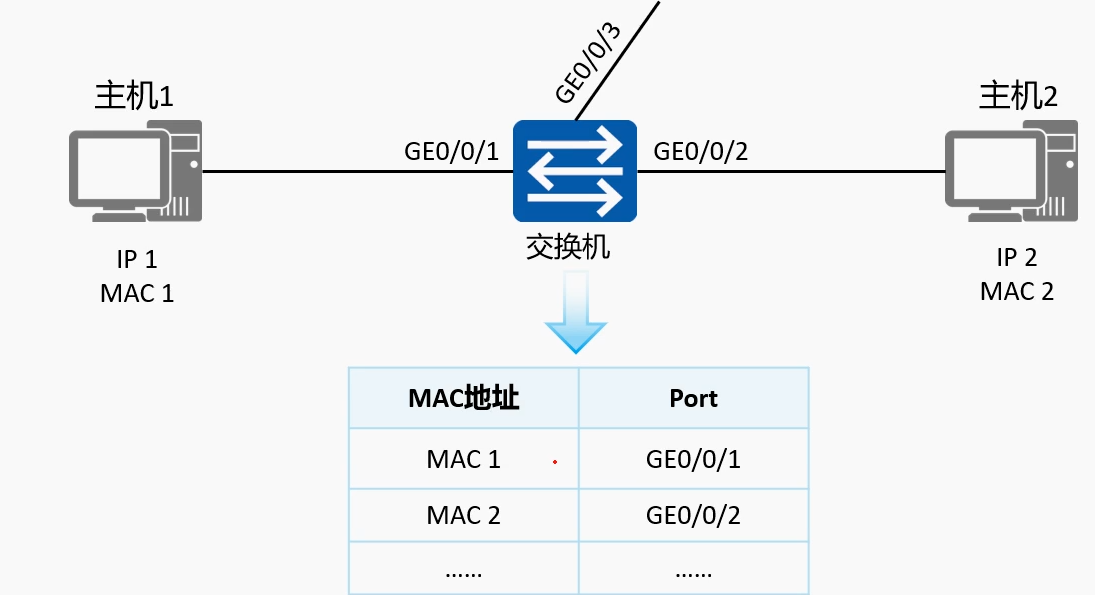 GE0/0/3
主机1
主机2
GE0/0/1
GE0/0/2
交换机
IP 1
MAC 1
IP 2
MAC 2
MAC地址 Port
MAC 1 GE0/0/1
MAC 2 GE0/0/2
...... ......